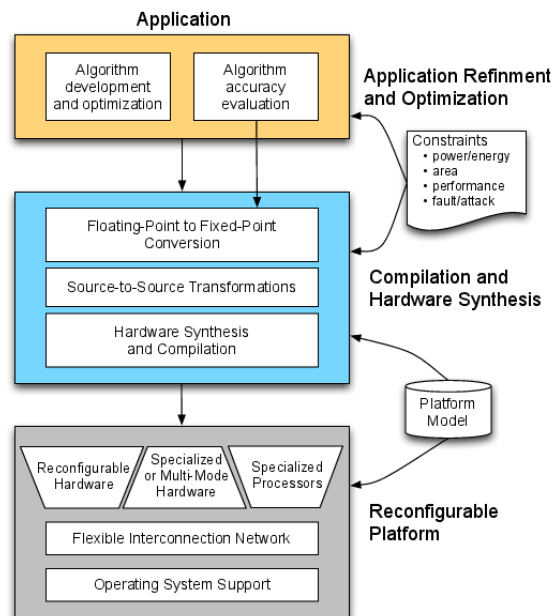 Application
Algorithm
development
and optimization
Algorithm
accuracy
evaluation
Application Refinment
and Optimization
Constraints
• power/energy
• area
• performance
• fault/attack
Floating-Point to Fixed-Point
Conversion
Source-to-Source Transformations
Hardware Synthesis
and Compilation
Compilation and
Hardware Synthesis
Platform
Model
Reconfigurable
Hardware
Specialized
or Multi-Mode
Hardware
Specialized
Processors
Flexible Interconnection Network
Operating System Support
Reconfigurable
Platform